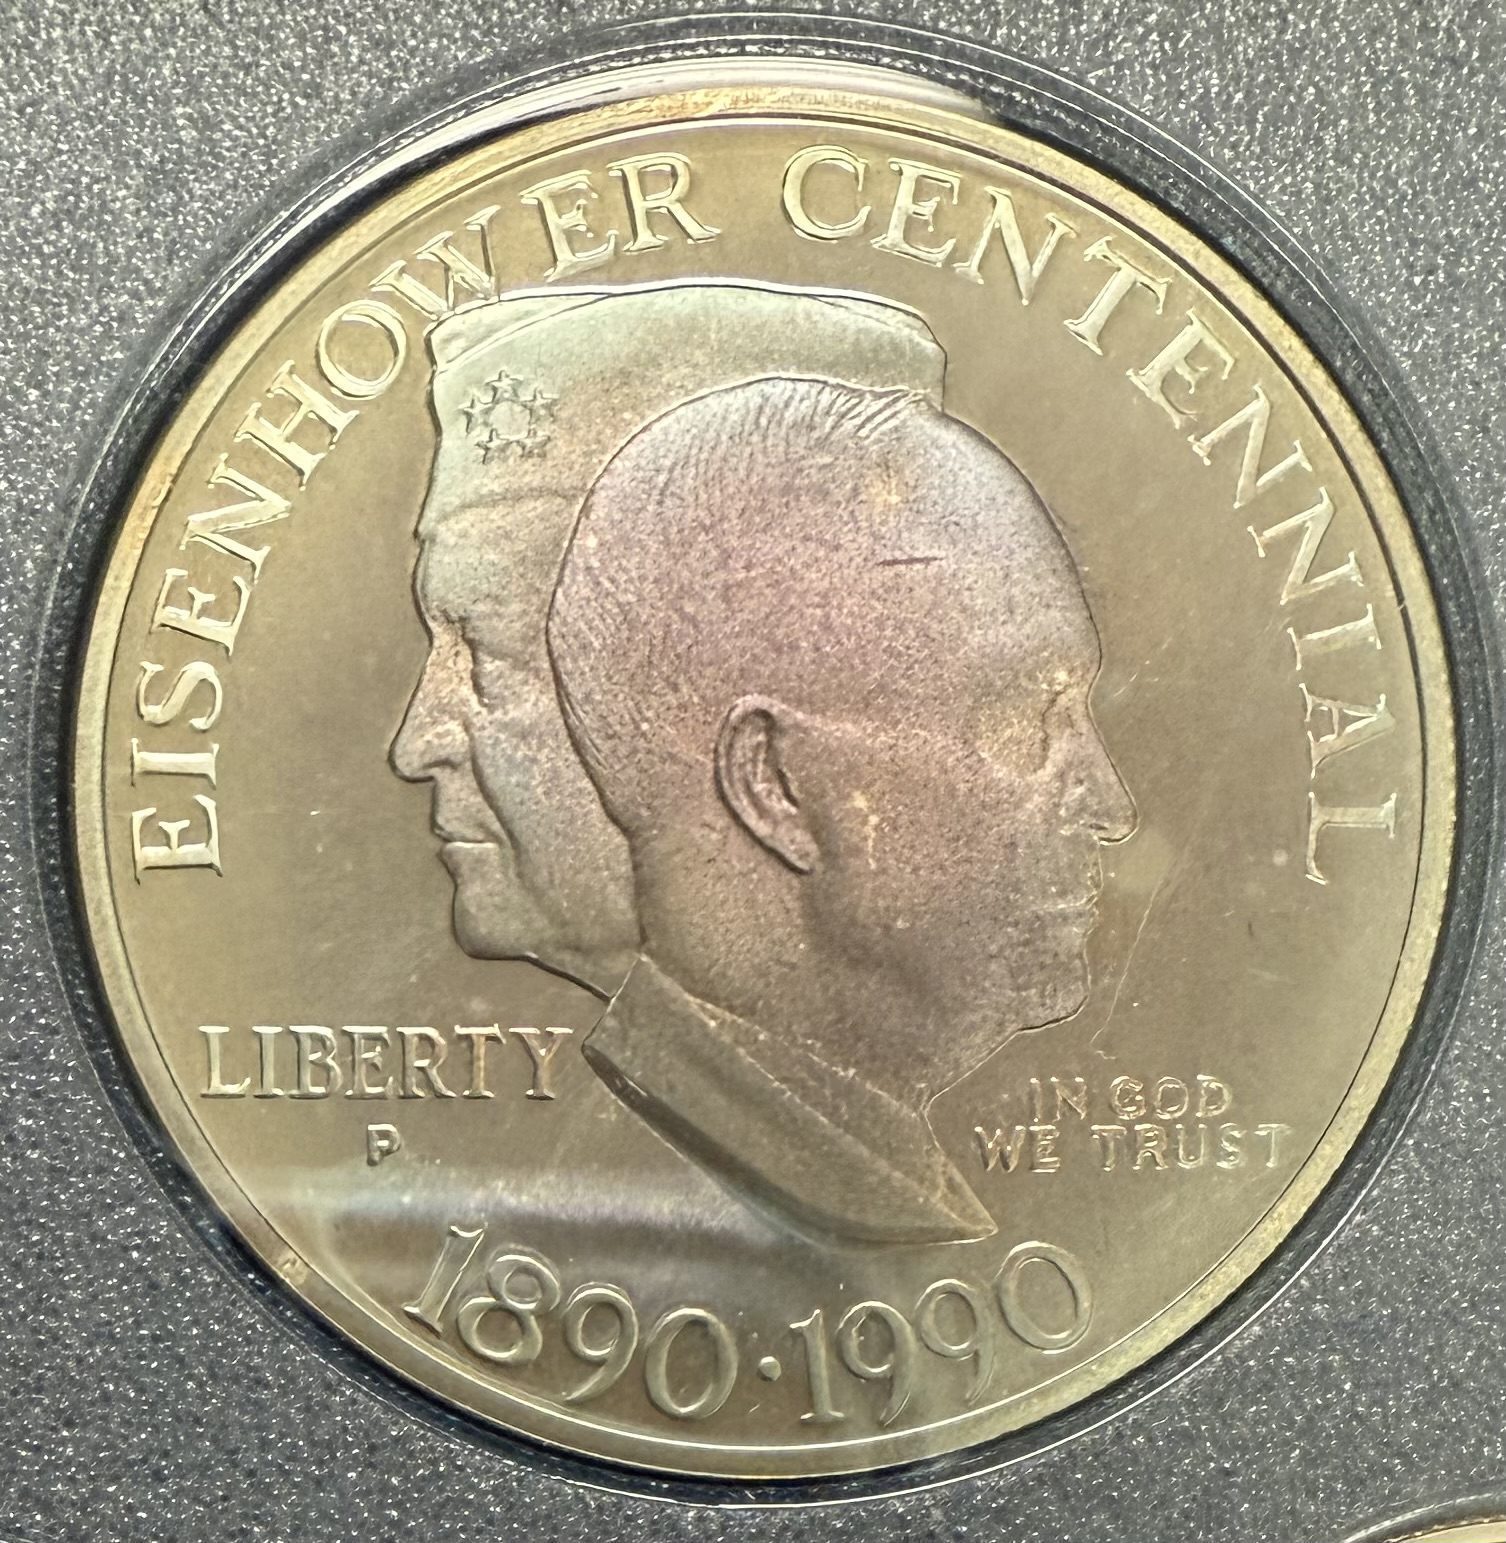 EISENHOWER CENTENNIAL
LIBERTY
P
IN GOD
WE TRUST
1890·1990